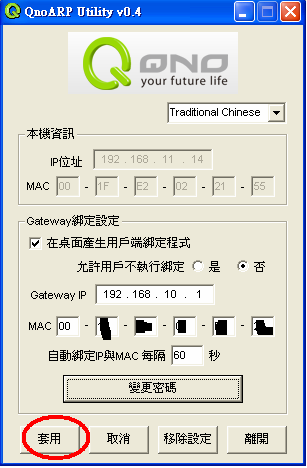 QnoARP Utility v0.4
QNO
your future life
Traditional Chinese
本機資訊
IP位址 192 . 168 . 11 . 14
MAC 00 - 1F - E2 - 02 - 21 - 55
Gateway綁定設定
在桌面產生用戶端綁定程式
允許用戶不執行綁定 是 否
Gateway IP 192 . 168 . 10 . 1
MAC 00 - - - - -
自動綁定IP與MAC 每隔 60 秒
變更密碼
套用 取消 移除設定 離開